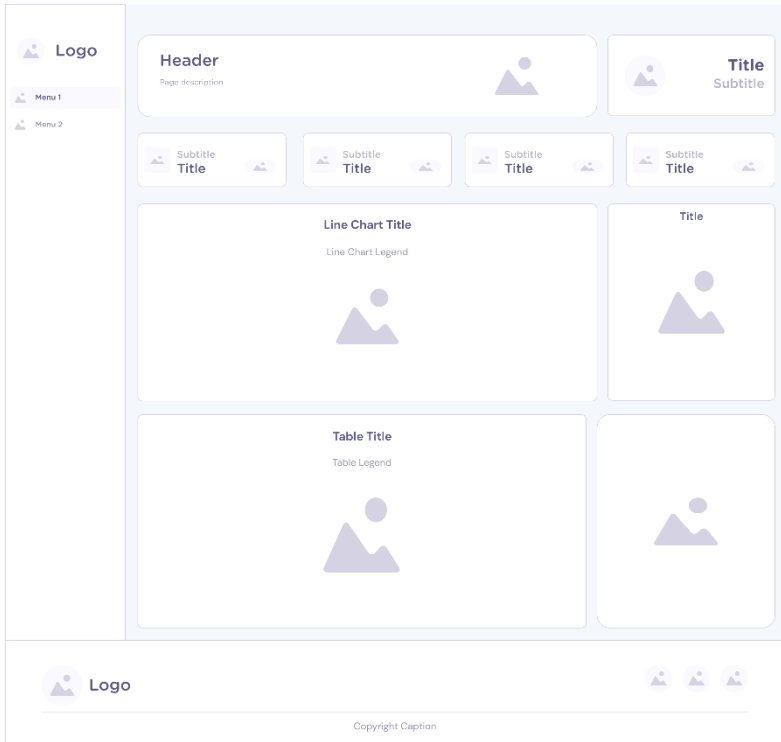 Logo
Menu 1
Menu 2
Header
Page description
Title
Subtitle
Subtitle
Title
Subtitle
Title
Subtitle
Title
Subtitle
Title
Line Chart Title
Line Chart Legend
Title
Table Title
Table Legend
Logo
Copyright Caption